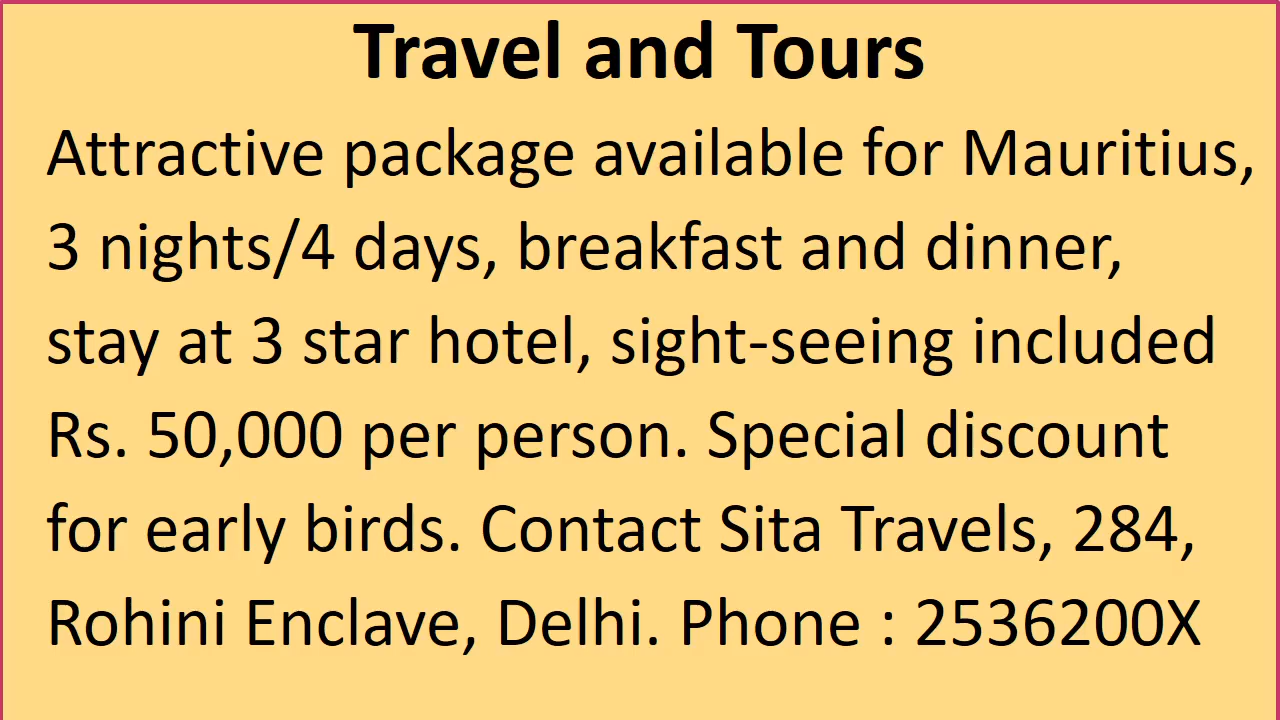 Travel and Tours
Attractive package available for Mauritius,
3 nights/4 days, breakfast and dinner,
stay at 3 star hotel, sight-seeing included
Rs. 50,000 per person. Special discount
for early birds. Contact Sita Travels, 284,
Rohini Enclave, Delhi. Phone : 2536200X